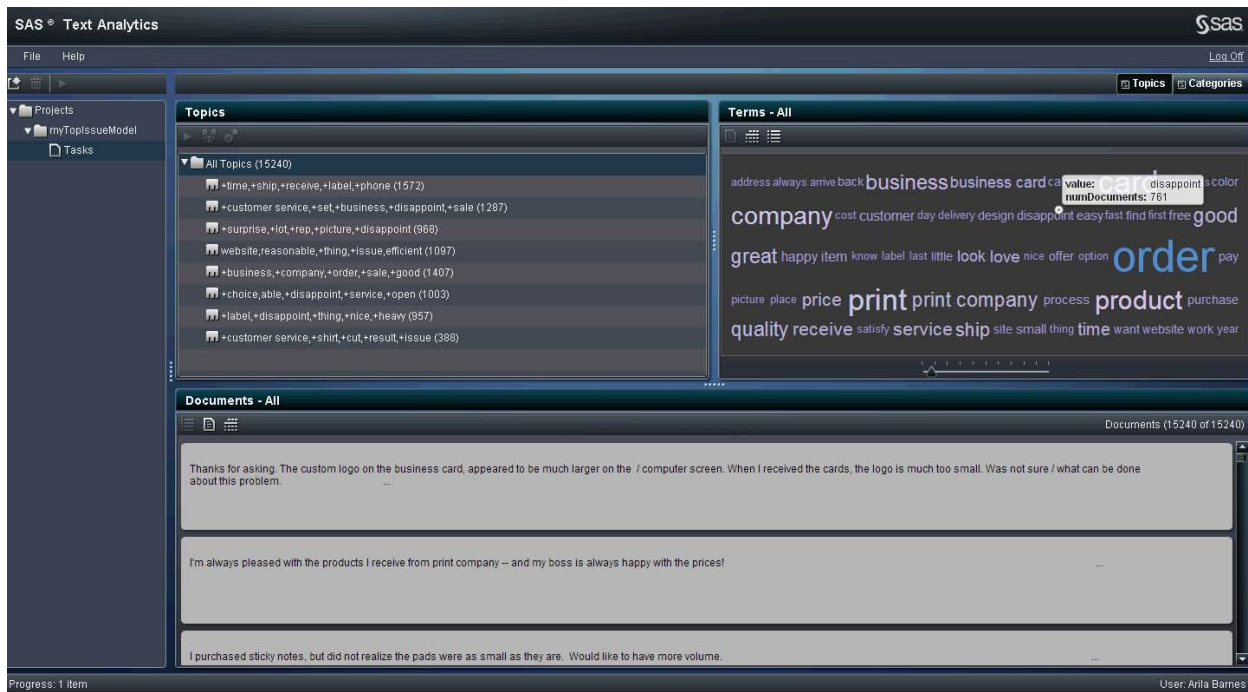 SAS ® Text Analytics
sas
File Help
Log Off
Topics Categories
Projects
myTopIssueModel
Tasks
Topics
All Topics (15240)
+time,+ship,+receive,+label,+phone (1572)
+customer service,+set,+business,+disappoint,+sale (1287)
+surprise,+lot,+rep,+picture,+disappoint (968)
website,reasonable,+thing,+issue,efficient (1097)
+business,+company,+order,+sale,+good (1407)
+choice,able,+disappoint,+service,+open (1003)
+label,+disappoint,+thing,+nice,+heavy (957)
+customer service,+shirt,+cut,+result,+issue (388)
Terms - All
address always arrive back business business card card color
value: disappoint
numDocuments: 761
company cost customer day delivery design disappoint easy fast find first free good
great happy item know label last little look love nice offer option order pay
picture place price print print company process product purchase
quality receive satisfy service ship site small thing time want website work year
Documents - All
Documents (15240 of 15240)
Thanks for asking. The custom logo on the business card, appeared to be much larger on the / computer screen. When I received the cards, the logo is much too small. Was not sure / what can be done
about this problem. ...
I'm always pleased with the products I receive from print company -- and my boss is always happy with the prices! ...
I purchased sticky notes, but did not realize the pads were as small as they are. Would like to have more volume. ...
Progress: 1 item
User: Arila Barnes